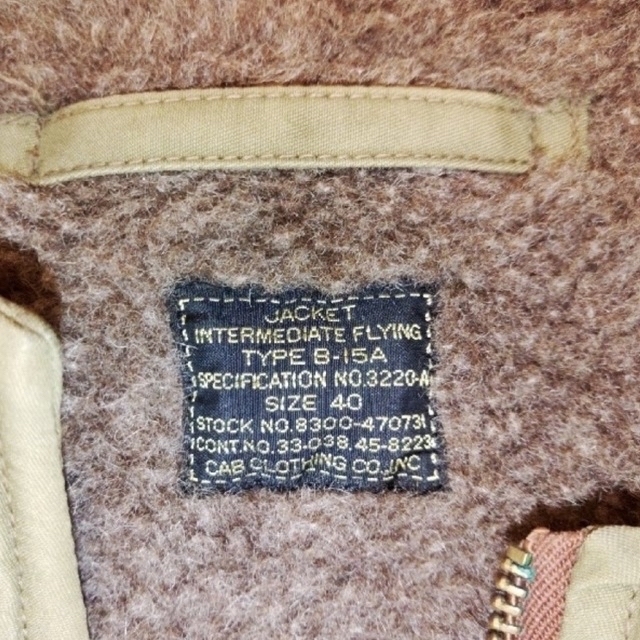 JACKET
INTERMEDIATE FLYING
TYPE B-15A
SPECIFICATION NO.3220-A
SIZE 40
STOCK NO.8300-470731
CONT NO.33-038 45-8223
CAB CLOTHING CO.,INC